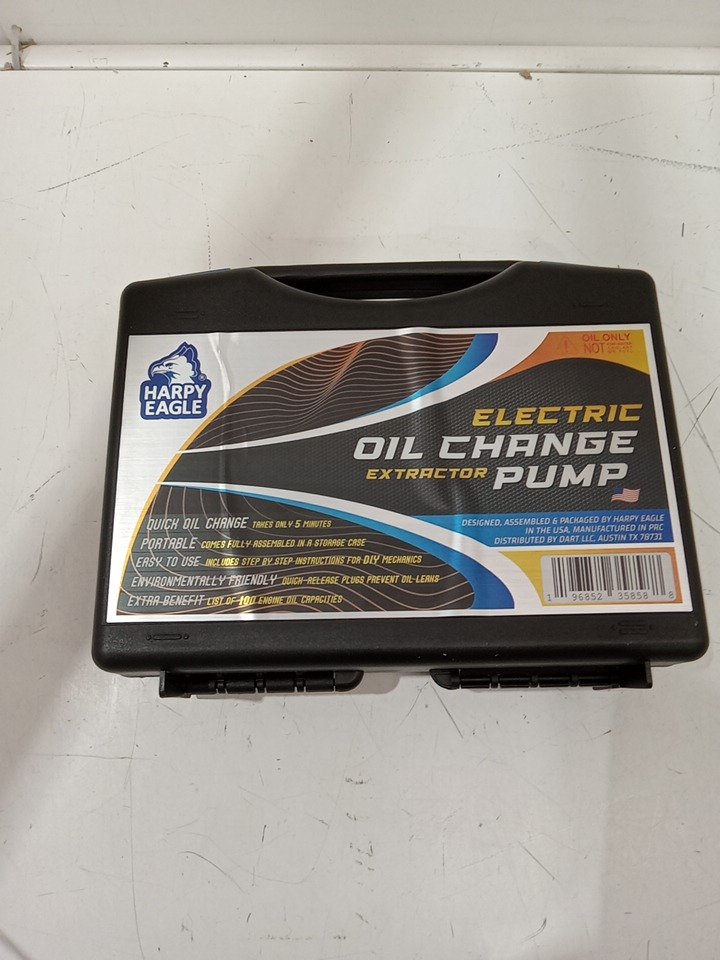 HARPY
EAGLE
®
OIL ONLY
NOT
ELECTRIC
OIL CHANGE
EXTRACTOR PUMP
QUICK OIL CHANGE TAKES ONLY 5 MINUTES
PORTABLE COMES FULLY ASSEMBLED IN A STORAGE CASE
EASY TO USE INCLUDES STEP BY STEP INSTRUCTIONS FOR DIY MECHANICS
ENVIRONMENTALLY FRIENDLY QUICK-RELEASE PLUGS PREVENT OIL LEAKS
EXTRA BENEFIT LIST OF 100 ENGINE OIL CAPACITIES
DESIGNED, ASSEMBLED & PACKAGED BY HARPY EAGLE
IN THE USA. MANUFACTURED IN PRC
DISTRIBUTED BY DART LLC. AUSTIN TX 78731
1 96852 35858 8